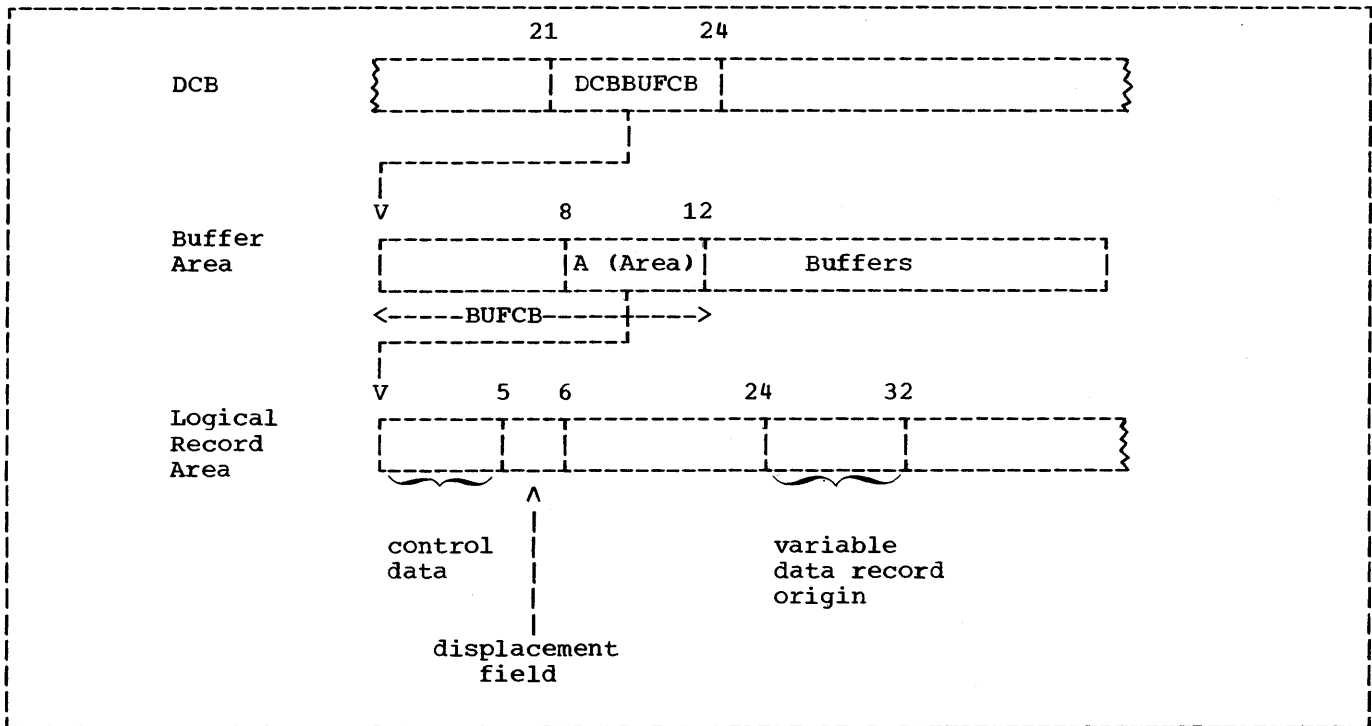 21 24
DCB DCBBUFCB
V 8 12
Buffer
Area A (Area) Buffers
<-----BUFCB----------->
V 5 6 24 32
Logical
Record
Area
control variable
data data record
origin
displacement
field